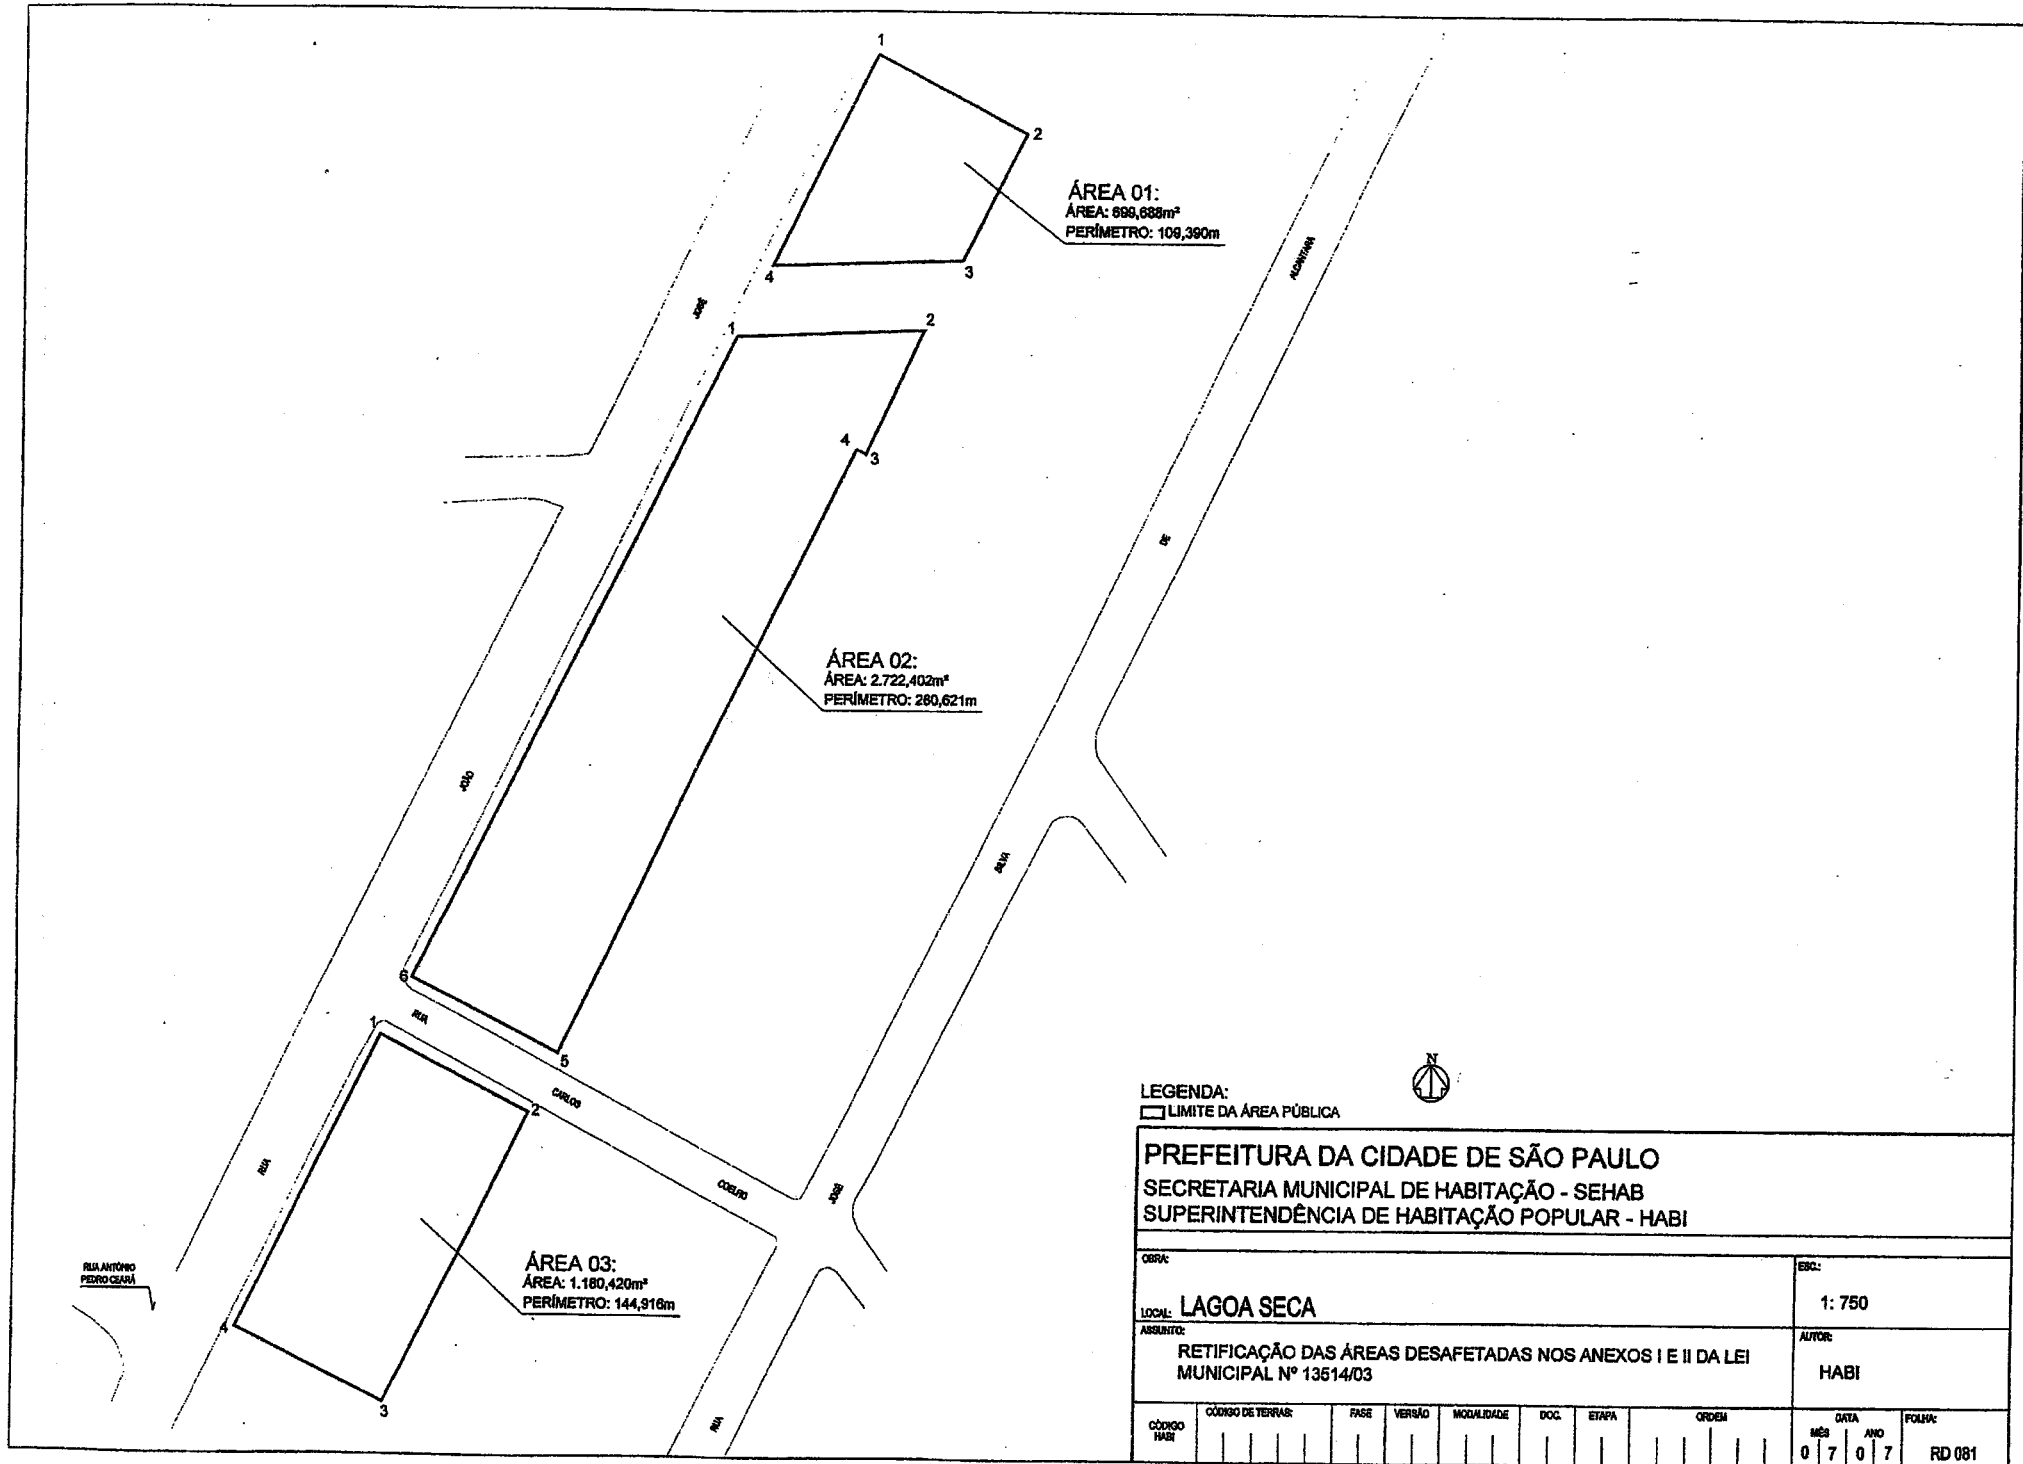 1
2
3
4
ÁREA 01:
ÁREA: 699,688m²
PERÍMETRO: 109,390m
1
2
3
4
5
6
ÁREA 02:
ÁREA: 2.722,402m²
PERÍMETRO: 260,621m
1
2
3
4
ÁREA 03:
ÁREA: 1.180,420m²
PERÍMETRO: 144,916m
RUA
JOÃO
JOSÉ
RUA
CARLOS
COELHO
RUA
JOSÉ
SILVA
DE
ALCANTARA
RUA ANTÔNIO
PEDRO CEARÁ
N
LEGENDA:
LIMITE DA ÁREA PÚBLICA
PREFEITURA DA CIDADE DE SÃO PAULO
SECRETARIA MUNICIPAL DE HABITAÇÃO - SEHAB
SUPERINTENDÊNCIA DE HABITAÇÃO POPULAR - HABI
OBRA:
LOCAL: LAGOA SECA
ESC.:
1: 750
ASSUNTO:
RETIFICAÇÃO DAS ÁREAS DESAFETADAS NOS ANEXOS I E II DA LEI
MUNICIPAL Nº 13514/03
AUTOR:
HABI
CÓDIGO
HABI
CÓDIGO DE TERRAS:
FASE
VERSÃO
MODALIDADE
DOC.
ETAPA
ORDEM
DATA
MÊS
ANO
0 7 0 7
FOLHA:
RD 081